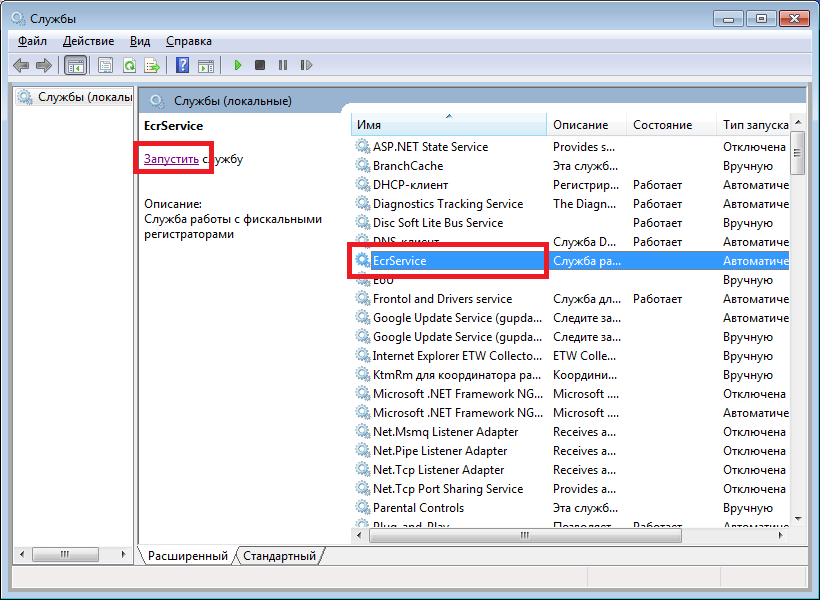 Службы
Файл Действие Вид Справка
Службы (локаль
Службы (локальные)
EcrService
Запустить службу
Описание:
Служба работы с фискальными
регистраторами
Имя Описание Состояние Тип запуска
ASP.NET State Service Provides s... Отключена
BranchCache Эта служб... Вручную
DHCP-клиент Регистрир... Работает Автоматиче
Diagnostics Tracking Service The Diagn... Работает Автоматиче
Disc Soft Lite Bus Service Работает Вручную
DNS-клиент Служба D... Работает Автоматиче
EcrService Служба ра... Автоматиче
EoU Вручную
Frontol and Drivers service Служба дл... Работает Автоматиче
Google Update Service (gupda... Следите за... Автоматиче
Google Update Service (gupda... Следите за... Вручную
Internet Explorer ETW Collecto... ETW Colle... Вручную
KtmRm для координатора ра... Координи... Вручную
Microsoft .NET Framework NG... Microsoft .... Отключена
Microsoft .NET Framework NG... Microsoft .... Автоматиче
Net.Msmq Listener Adapter Receives a... Отключена
Net.Pipe Listener Adapter Receives a... Отключена
Net.Tcp Listener Adapter Receives a... Отключена
Net.Tcp Port Sharing Service Provides a... Отключена
Parental Controls Эта служб... Вручную
Plug-and-Play Позволяет Работает Автоматиче
Расширенный Стандартный